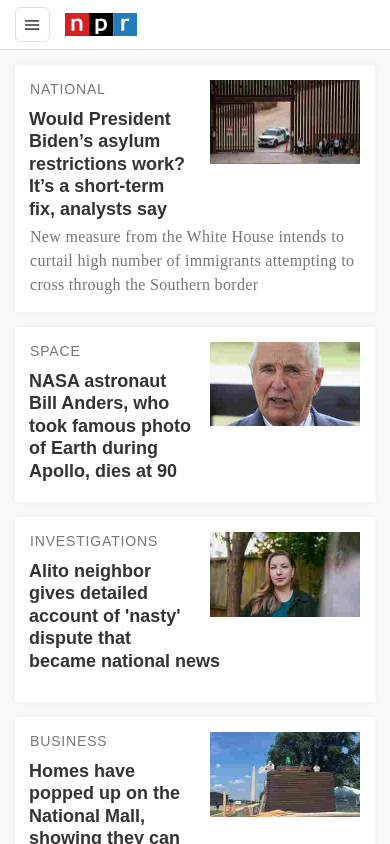 npr
NATIONAL
Would President
Biden’s asylum
restrictions work?
It’s a short-term
fix, analysts say
New measure from the White House intends to
curtail high number of immigrants attempting to
cross through the Southern border
SPACE
NASA astronaut
Bill Anders, who
took famous photo
of Earth during
Apollo, dies at 90
INVESTIGATIONS
Alito neighbor
gives detailed
account of 'nasty'
dispute that
became national news
BUSINESS
Homes have
popped up on the
National Mall,
showing they can